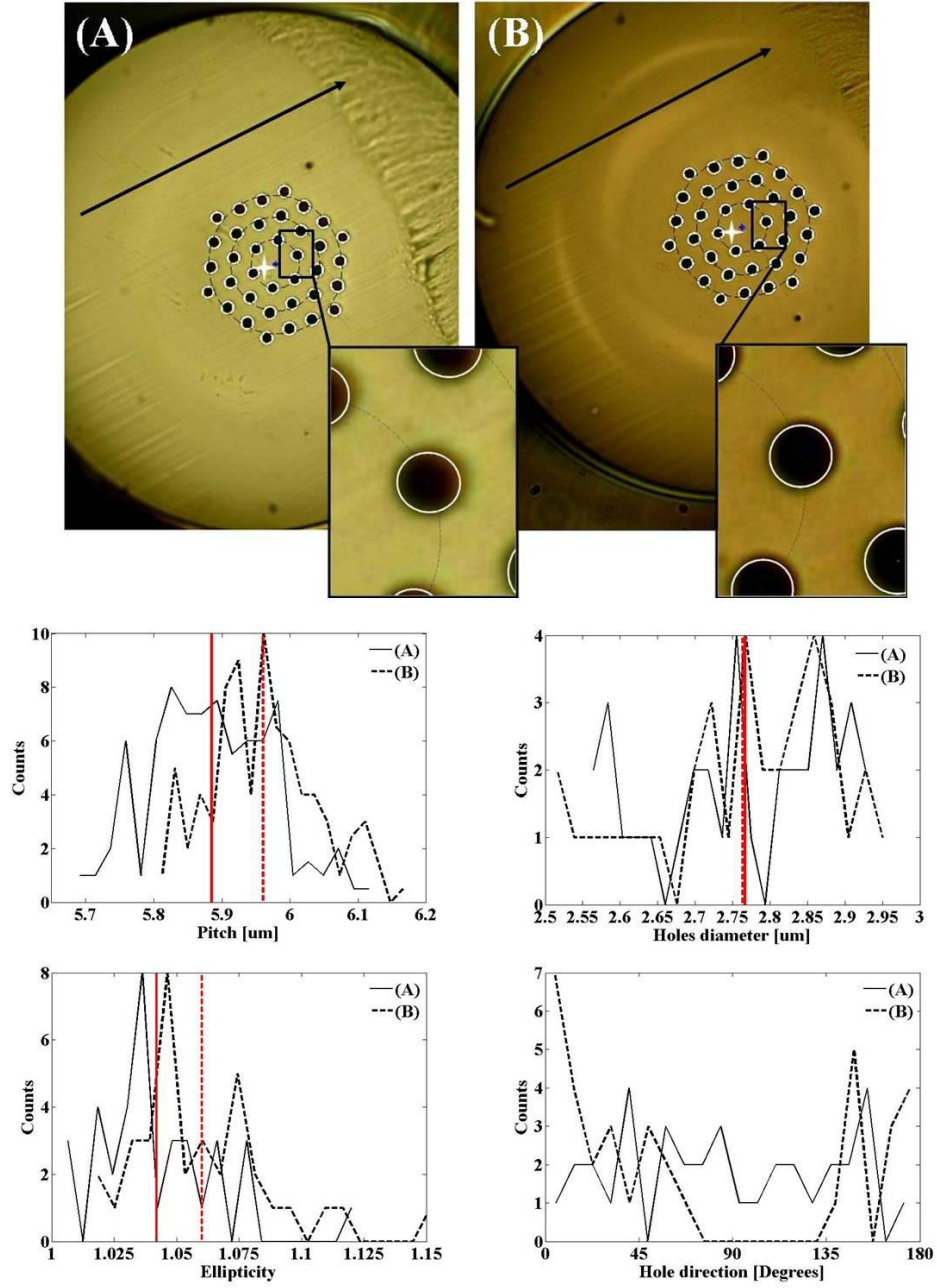 (A)
(B)
10
8
6
4
2
0
Counts
5.7 5.8 5.9 6 6.1 6.2
Pitch [um]
(A)
(B)
4
3
2
1
0
Counts
2.5 2.55 2.6 2.65 2.7 2.75 2.8 2.85 2.9 2.95 3
Holes diameter [um]
(A)
(B)
8
6
4
2
0
Counts
1 1.025 1.05 1.075 1.1 1.125 1.15
Ellipticity
(A)
(B)
7
6
5
4
3
2
1
0
Counts
0 45 90 135 180
Hole direction [Degrees]
(A)
(B)